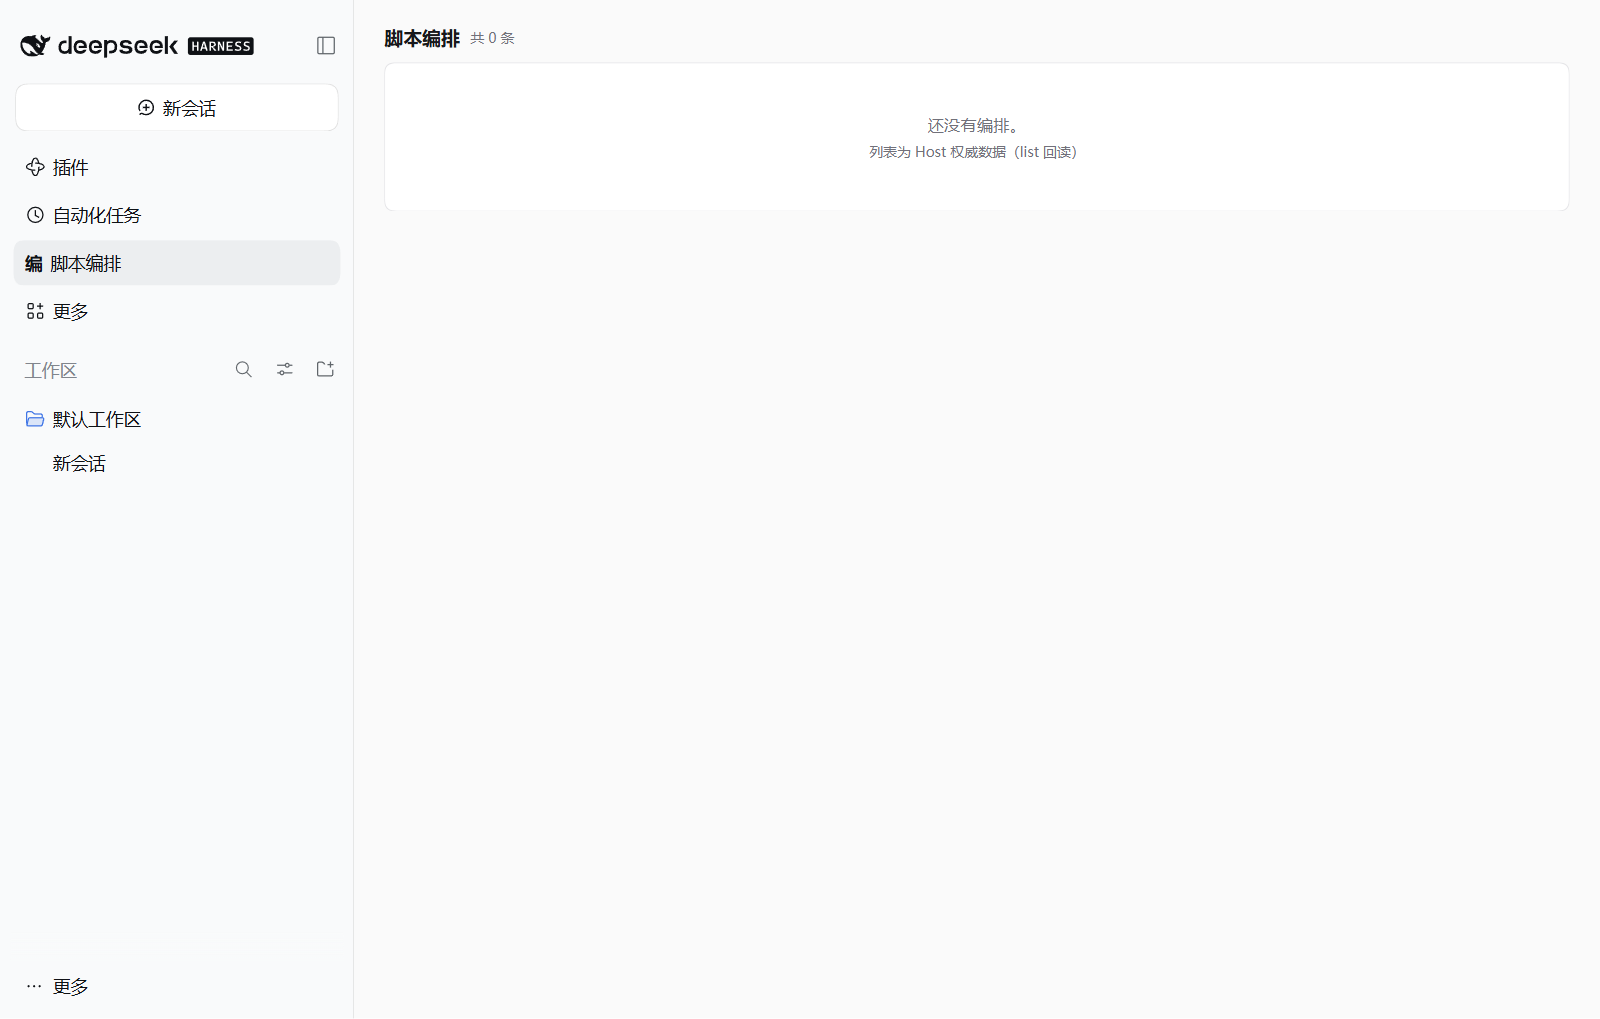 deepseek HARNESS
新会话
插件
自动化任务
编 脚本编排
更多
工作区
默认工作区
新会话
更多
脚本编排 共 0 条
还没有编排。
列表为 Host 权威数据（list 回读）